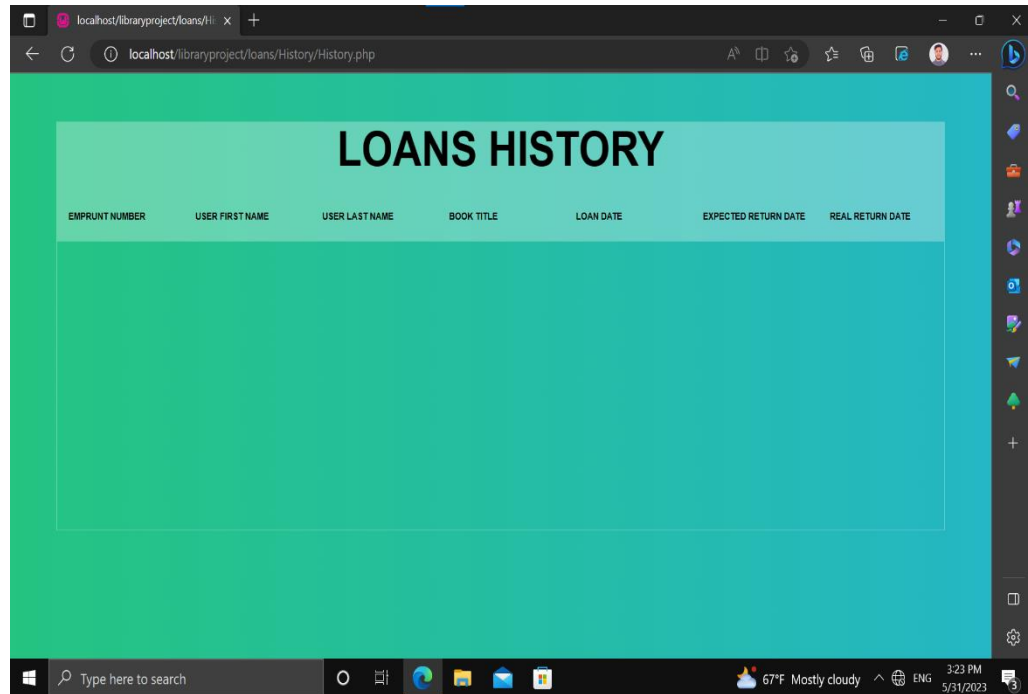 localhost/libraryproject/loans/Hi
localhost/libraryproject/loans/History/History.php
LOANS HISTORY
EMPRUNT NUMBER USER FIRST NAME USER LAST NAME BOOK TITLE LOAN DATE EXPECTED RETURN DATE REAL RETURN DATE
Type here to search
67°F Mostly cloudy
ENG
3:23 PM
5/31/2023
3